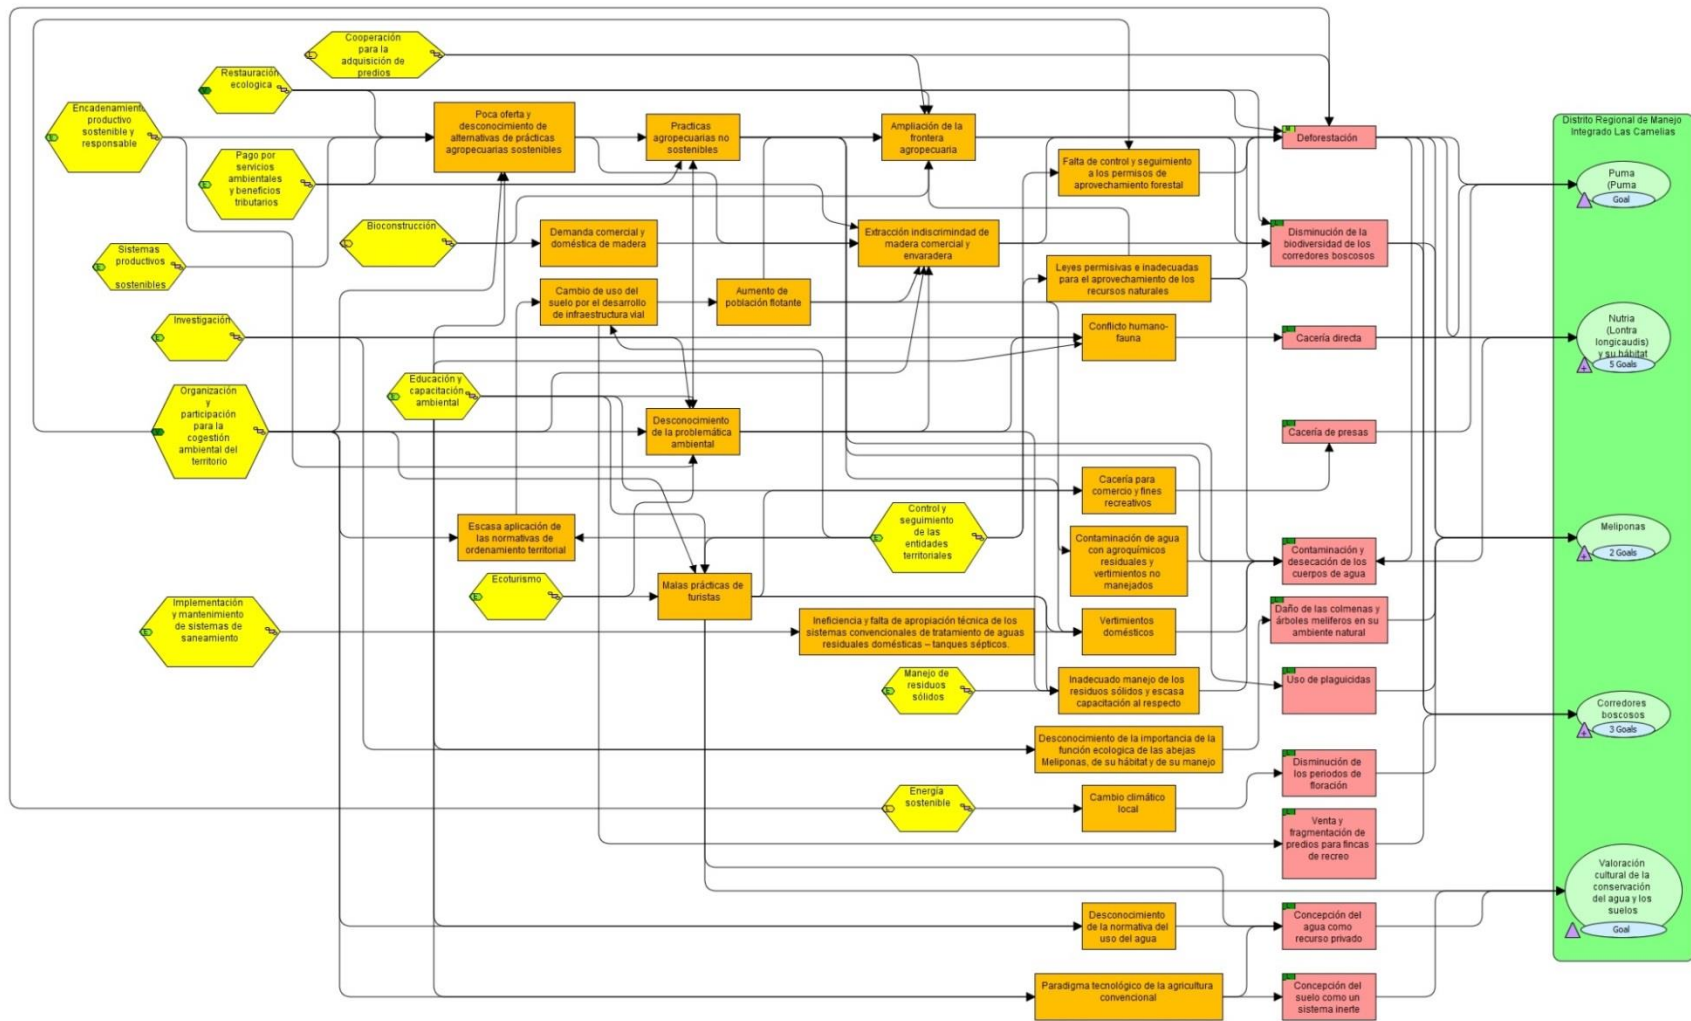 Cooperación
para la
adquisición de
predios
Restauración
ecologica
Encadenamiento
productivo
sostenible y
responsable
Pago por
servicios
ambientales
y beneficios
tributarios
Bioconstrucción
Sistemas
productivos
sostenibles
Investigación
Organización
y
participación
para la
cogestión
ambiental del
territorio
Educación y
capacitación
ambiental
Ecoturismo
Implementación
y mantenimiento
de sistemas de
saneamiento
Control y
seguimiento
de las
entidades
territoriales
Manejo de
residuos
sólidos
Energía
sostenible
Poca oferta y
desconocimiento de
alternativas de prácticas
agropecuarias sostenibles
Practicas
agropecuarias no
sostenibles
Ampliación de la
frontera
agropecuaria
Falta de control y seguimiento
a los permisos de
aprovechamiento forestal
Demanda comercial y
doméstica de madera
Extracción indiscrimindad de
madera comercial y
envaradera
Cambio de uso del
suelo por el desarrollo
de infraestructura vial
Aumento de
población flotante
Leyes permisivas e inadecuadas
para el aprovechamiento de los
recursos naturales
Conflicto humano-
fauna
Desconocimiento
de la problemática
ambiental
Cacería para
comercio y fines
recreativos
Escasa aplicación de
las normativas de
ordenamiento territorial
Contaminación de agua
con agroquímicos
residuales y
vertimientos no
manejados
Malas prácticas de
turistas
Ineficiencia y falta de apropiación técnica de los
sistemas convencionales de tratamiento de aguas
residuales domésticas – tanques sépticos.
Vertimientos
domésticos
Inadecuado manejo de los
residuos sólidos y escasa
capacitación al respecto
Desconocimiento de la importancia de la
función ecologica de las abejas
Meliponas, de su hábitat y de su manejo
Cambio climático
local
Desconocimiento
de la normativa del
uso del agua
Paradigma tecnológico de la agricultura
convencional
Deforestación
Disminución de la
biodiversidad de los
corredores boscosos
Cacería directa
Cacería de presas
Contaminación y
desecación de los
cuerpos de agua
Daño de las colmenas y
árboles meliferos en su
ambiente natural
Uso de plaguicidas
Disminución de
los periodos de
floración
Venta y
fragmentación de
predios para fincas
de recreo
Concepción del
agua como
recurso privado
Concepción del
suelo como un
sistema inerte
Distrito Regional de Manejo
Integrado Las Camelias
Puma
(Puma
Goal
Nutria
(Lontra
longicaudis)
y su hábitat
5 Goals
Meliponas
2 Goals
Corredores
boscosos
3 Goals
Valoración
cultural de la
conservación
del agua y los
suelos
Goal